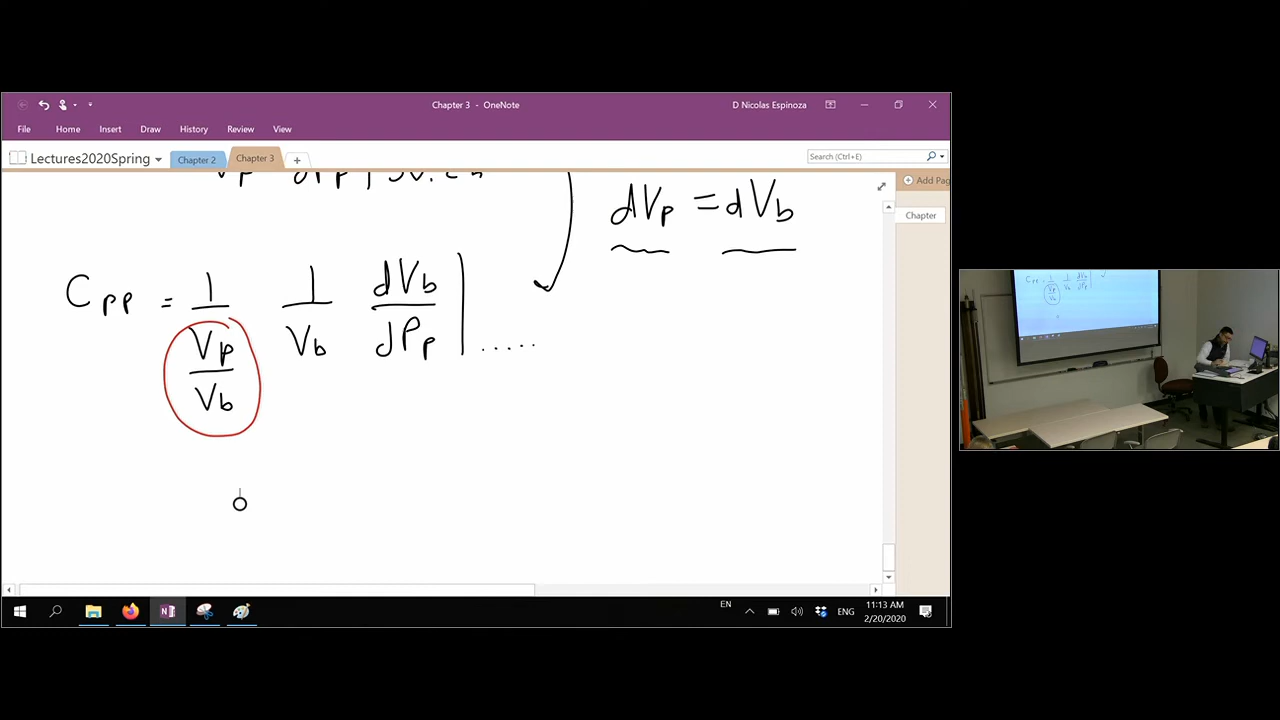 Chapter 3 - OneNote
D Nicolas Espinoza
File Home Insert Draw History Review View
Lectures2020Spring Chapter 2 Chapter 3 +
Search (Ctrl+E)
Add Pag
Chapter
dVp = dVb
Cpp = 1 / (Vp / Vb) 1 / Vb dVb / dPp | .....
EN
ENG
11:13 AM
2/20/2020